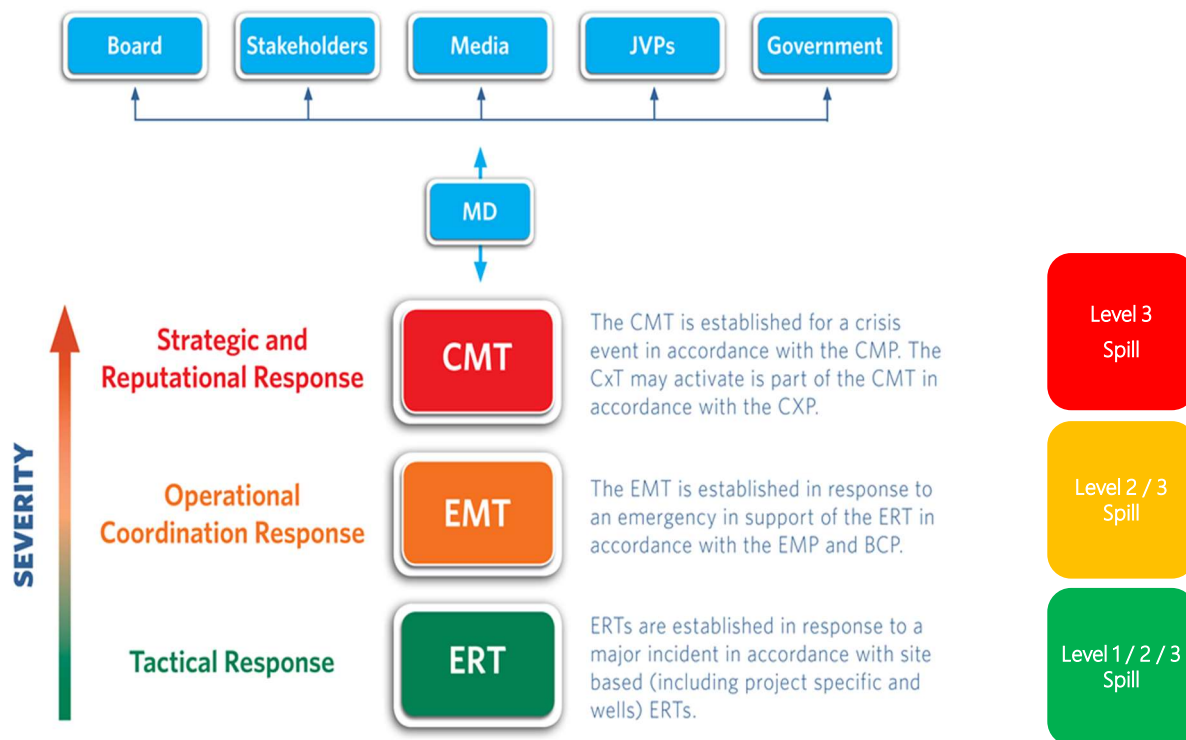 Board
Stakeholders
Media
JVPs
Government
MD
SEVERITY
Strategic and
Reputational Response
CMT
The CMT is established for a crisis
event in accordance with the CMP. The
CxT may activate is part of the CMT in
accordance with the CXP.
Level 3
Spill
Operational
Coordination Response
EMT
The EMT is established in response to
an emergency in support of the ERT in
accordance with the EMP and BCP.
Level 2 / 3
Spill
Tactical Response
ERT
ERTs are established in response to a
major incident in accordance with site
based (including project specific and
wells) ERTs.
Level 1 / 2 / 3
Spill